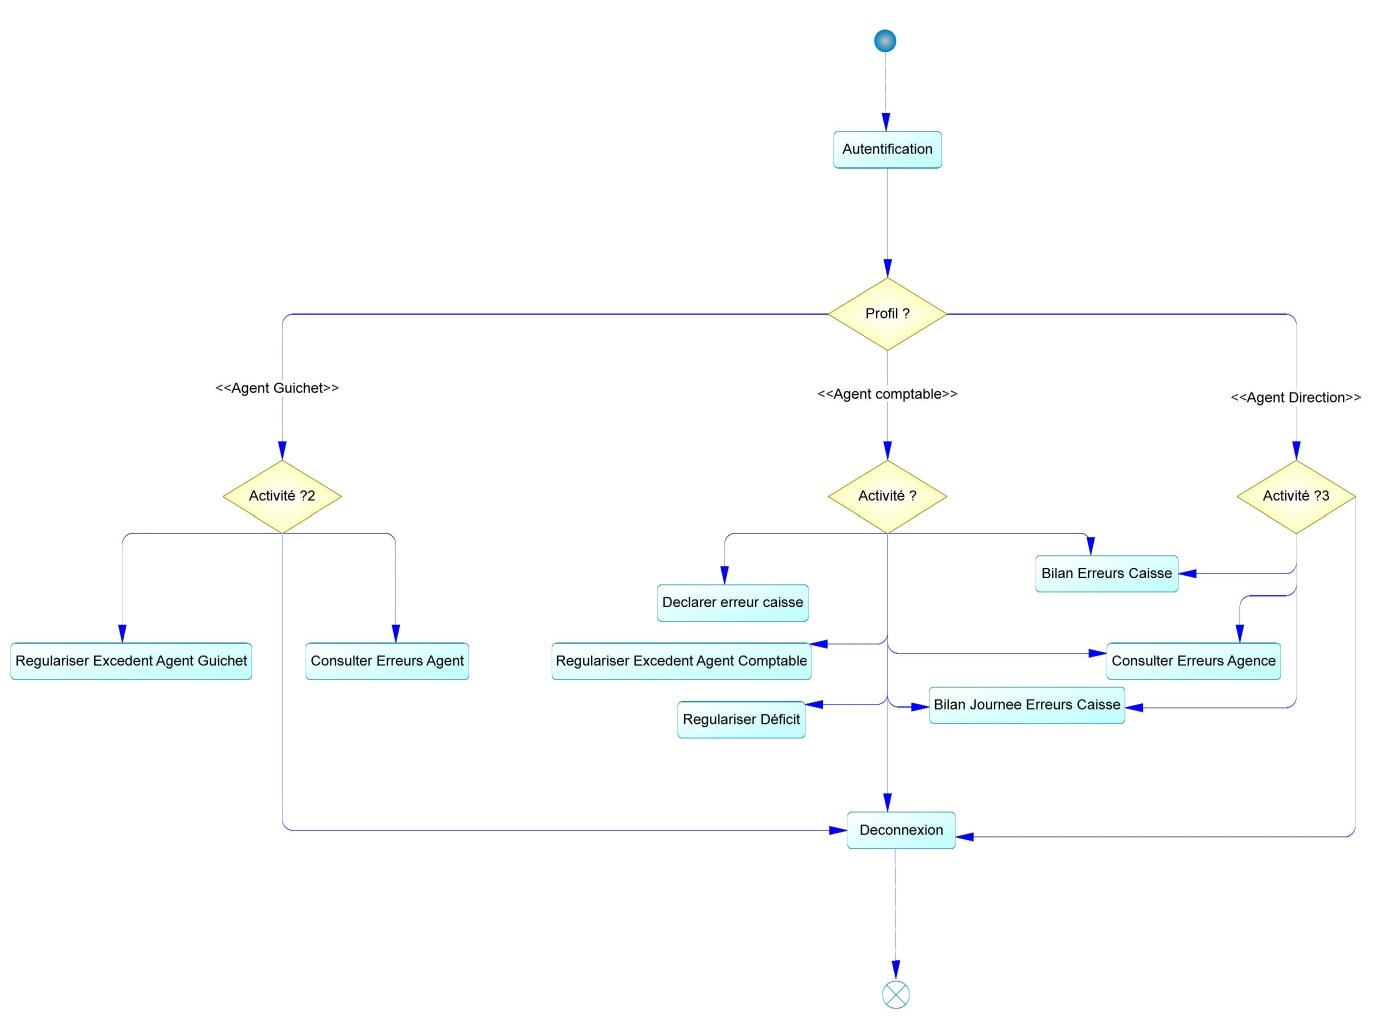 Autentification
Profil ?
<<Agent Guichet>>
<<Agent comptable>>
<<Agent Direction>>
Activité ?2
Activité ?
Activité ?3
Bilan Erreurs Caisse
Declarer erreur caisse
Regulariser Excedent Agent Guichet
Consulter Erreurs Agent
Regulariser Excedent Agent Comptable
Consulter Erreurs Agence
Bilan Journee Erreurs Caisse
Regulariser Déficit
Deconnexion